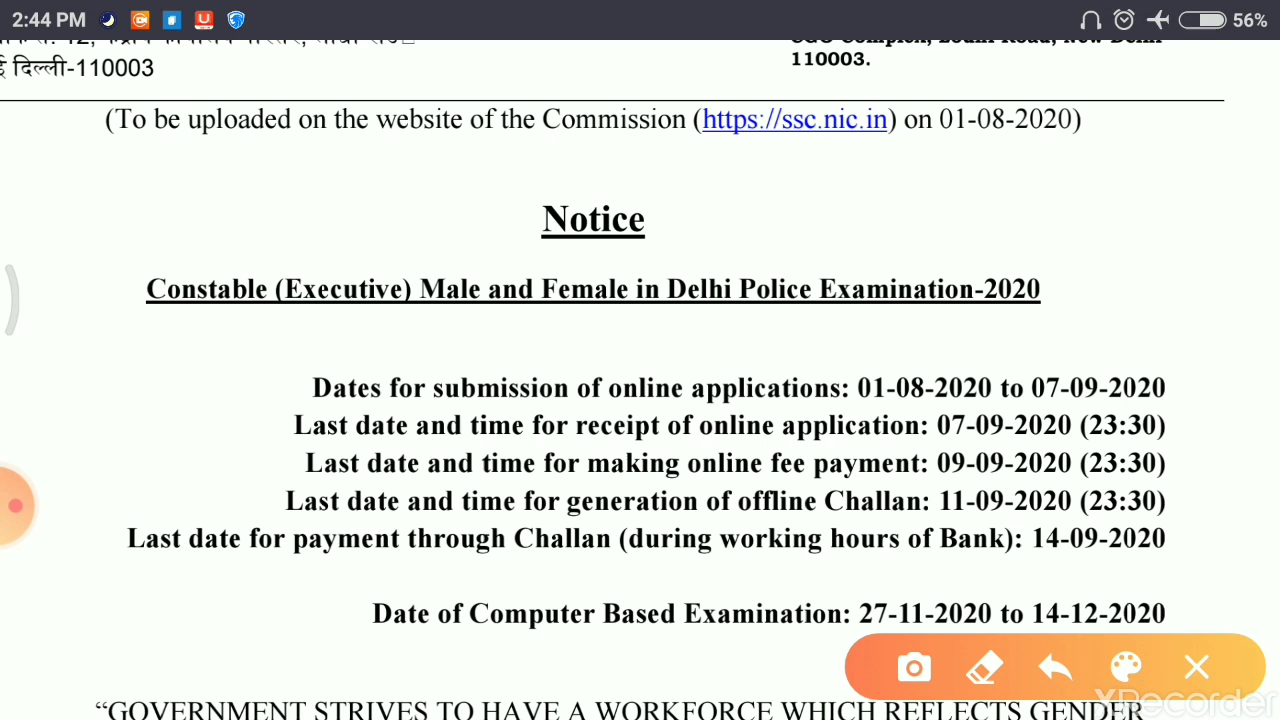 2:44 PM 56%
दिल्ली-110003
110003.
(To be uploaded on the website of the Commission (https://ssc.nic.in) on 01-08-2020)
Notice
Constable (Executive) Male and Female in Delhi Police Examination-2020
Dates for submission of online applications: 01-08-2020 to 07-09-2020
Last date and time for receipt of online application: 07-09-2020 (23:30)
Last date and time for making online fee payment: 09-09-2020 (23:30)
Last date and time for generation of offline Challan: 11-09-2020 (23:30)
Last date for payment through Challan (during working hours of Bank): 14-09-2020
Date of Computer Based Examination: 27-11-2020 to 14-12-2020
XRecorder
“GOVERNMENT STRIVES TO HAVE A WORKFORCE WHICH REFLECTS GENDER